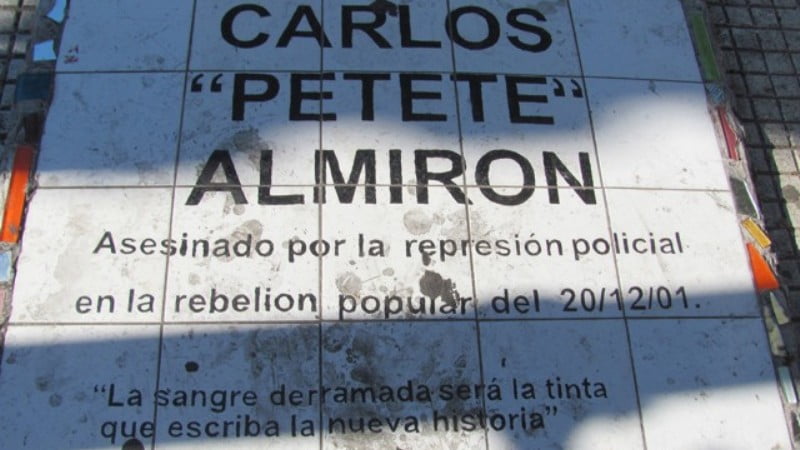 CARLOS
“PETETE”
ALMIRON
Asesinado por la represión policial
en la rebelion popular del 20/12/01.
“La sangre derramada será la tinta
que escriba la nueva historia”